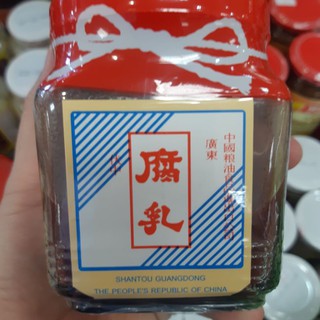 腐乳
廣東
中國粮油
SHANTOU GUANGDONG
THE PEOPLE'S REPUBLIC OF CHINA